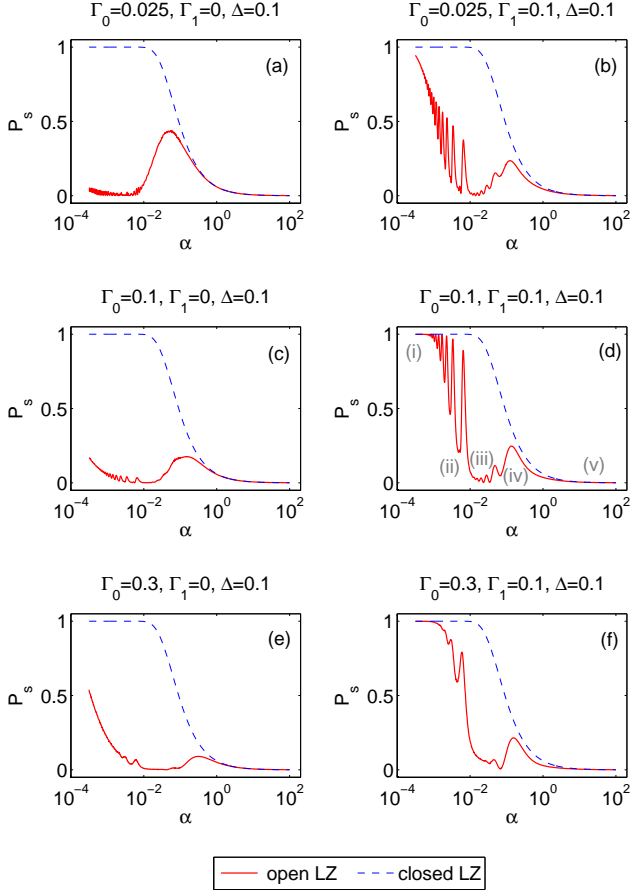 Γ₀=0.025, Γ₁=0, Δ=0.1
Γ₀=0.025, Γ₁=0.1, Δ=0.1
1
0.5
0
Pₛ
(a)
10⁻⁴ 10⁻² 10⁰ 10²
α
1
0.5
0
Pₛ
(b)
10⁻⁴ 10⁻² 10⁰ 10²
α
Γ₀=0.1, Γ₁=0, Δ=0.1
Γ₀=0.1, Γ₁=0.1, Δ=0.1
1
0.5
0
Pₛ
(c)
10⁻⁴ 10⁻² 10⁰ 10²
α
1
0.5
0
Pₛ
(d)
(i)
(ii)
(iii)
(iv)
(v)
10⁻⁴ 10⁻² 10⁰ 10²
α
Γ₀=0.3, Γ₁=0, Δ=0.1
Γ₀=0.3, Γ₁=0.1, Δ=0.1
1
0.5
0
Pₛ
(e)
10⁻⁴ 10⁻² 10⁰ 10²
α
1
0.5
0
Pₛ
(f)
10⁻⁴ 10⁻² 10⁰ 10²
α
open LZ closed LZ